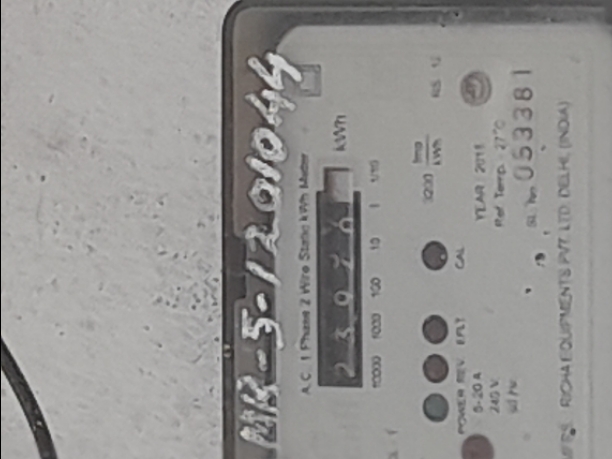 MR-5-1201044
A.C. 1 Phase 2 Wire Static kWh Meter
kWh
10000 1000 100 10 1 1/10
3200 imp/kWh
POWER REV E/LT CAL
5-20 A
240 V
50 Hz
YEAR 2011
Ref Temp. 27°C
Sl. No. 053381
RICHA EQUIPMENTS PVT. LTD. DELHI, (INDIA)